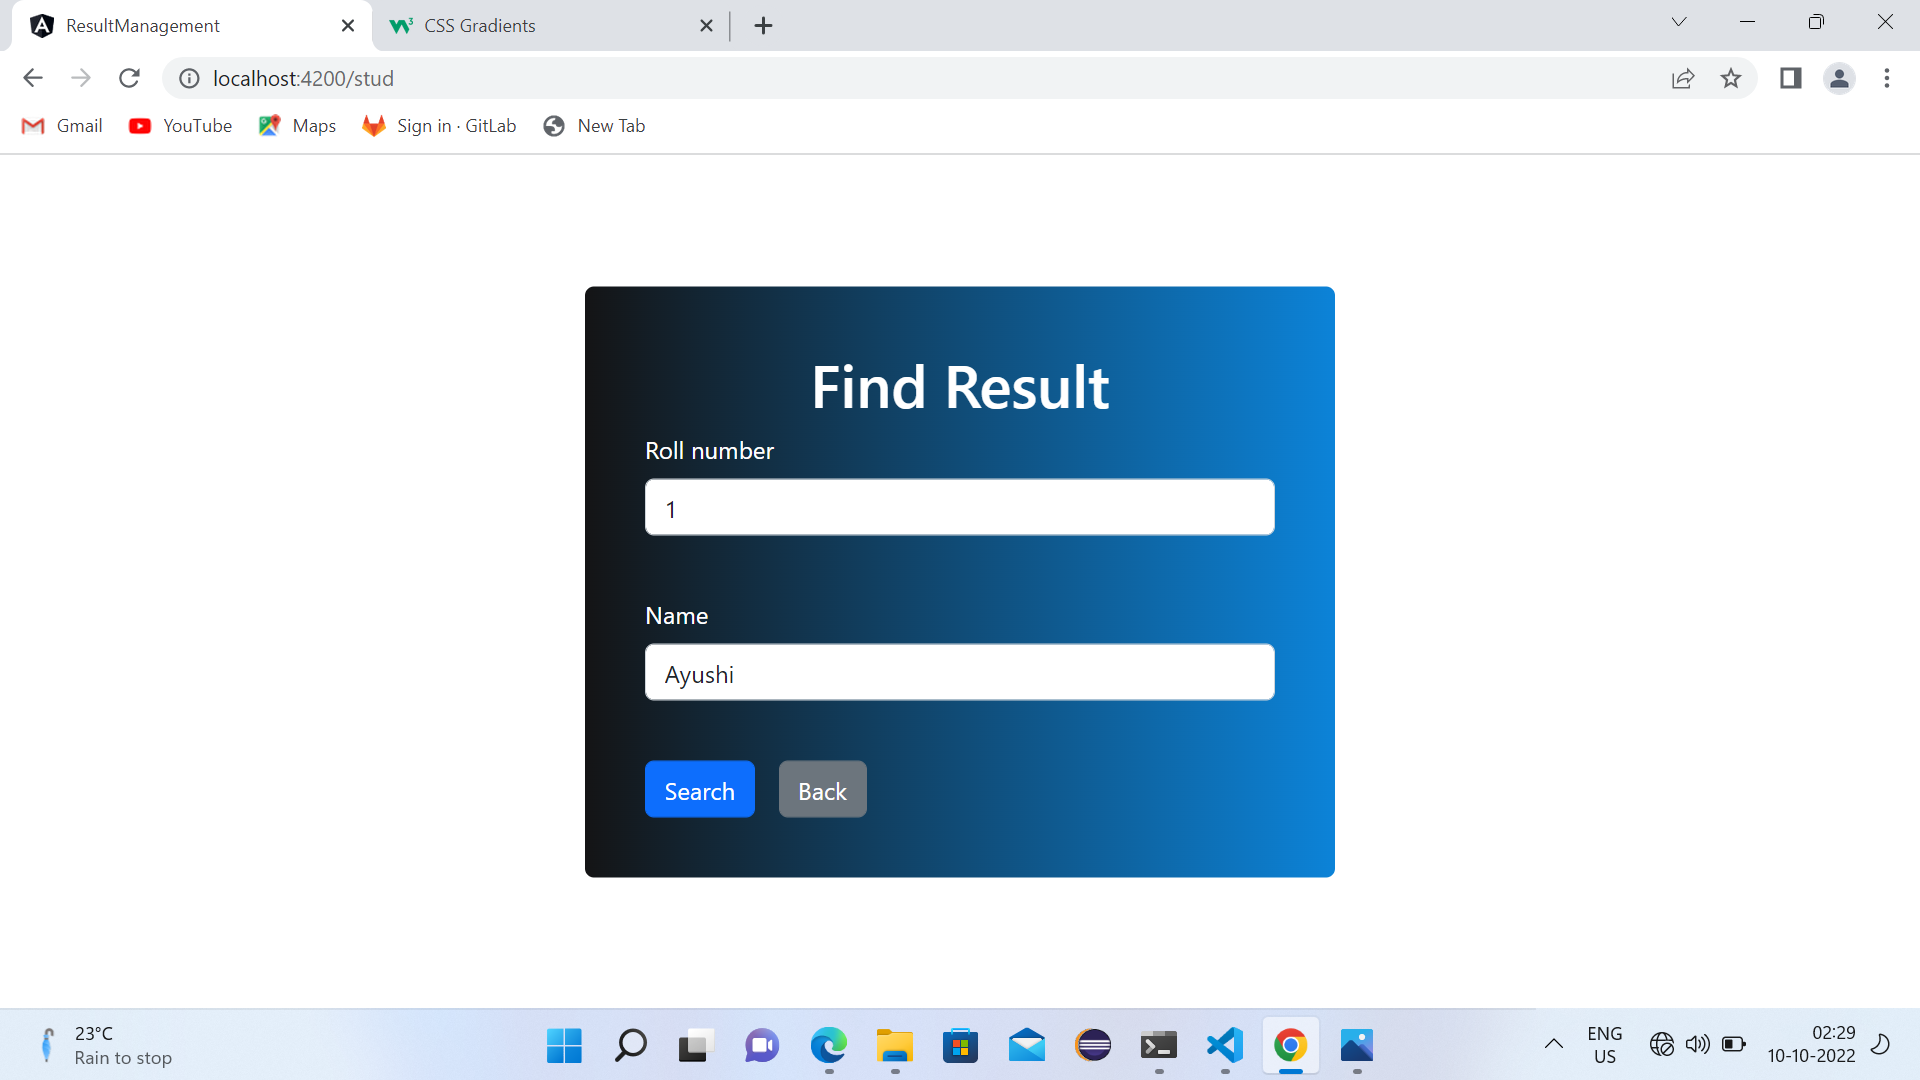 ResultManagement
CSS Gradients
localhost:4200/stud
Gmail
YouTube
Maps
Sign in · GitLab
New Tab
Find Result
Roll number
1
Name
Ayushi
Search
Back
23°C
Rain to stop
ENG
US
02:29
10-10-2022